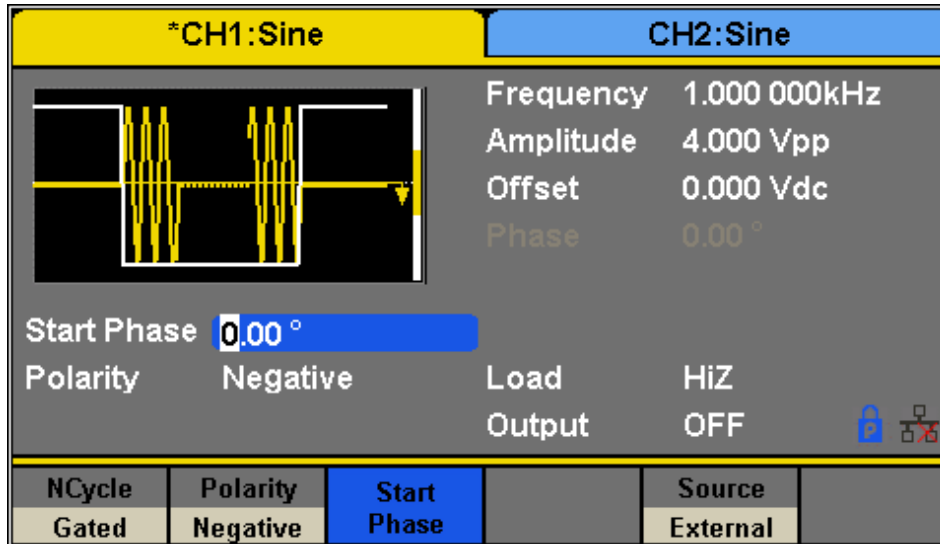 *CH1:Sine
CH2:Sine
Frequency 1.000 000kHz
Amplitude 4.000 Vpp
Offset 0.000 Vdc
Phase 0.00 °
Start Phase 0.00 °
Polarity Negative
Load HiZ
Output OFF
P
NCycle
Gated
Polarity
Negative
Start
Phase
Source
External